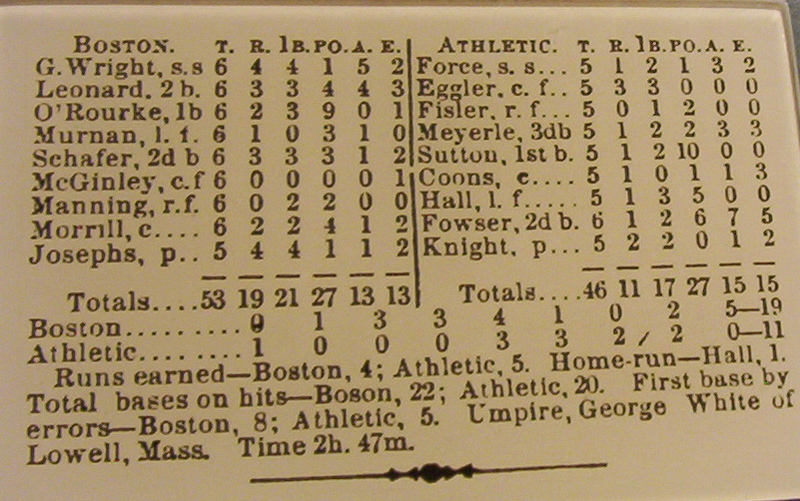 BOSTON. T. R. 1B. PO. A. E. ATHLETIC. T. R. 1B. PO. A. E.
G. Wright, s.s 6 4 4 1 5 2 Force, s. s... 5 1 2 1 3 2
Leonard, 2 b. 6 3 3 4 4 3 Eggler, c. f.. 5 3 3 0 0 0
O'Rourke, 1b 6 2 3 9 0 1 Fisler, r. f... 5 0 1 2 0 0
Murnan, l. f. 6 1 0 3 1 0 Meyerle, 3db 5 1 2 2 3 3
Schafer, 2d b 6 3 3 3 1 2 Sutton, 1st b. 5 1 2 10 0 0
McGinley, c.f 6 0 0 0 0 1 Coons, c.... 5 1 0 1 1 3
Manning, r.f. 6 0 2 2 0 0 Hall, l. f..... 5 1 3 5 0 0
Morrill, c.... 6 2 2 4 1 2 Fowser, 2d b. 6 1 2 6 7 5
Josephs, p.. 5 4 4 1 1 2 Knight, p... 5 2 2 0 1 2
Totals....53 19 21 27 13 13 Totals....46 11 17 27 15 15
Boston......... 0 1 3 3 4 1 0 2 5—19
Athletic........ 1 0 0 0 3 3 2 2 0—11
Runs earned—Boston, 4; Athletic, 5. Home-run—Hall, 1.
Total bases on hits—Boson, 22; Athletic, 20. First base by
errors—Boston, 8; Athletic, 5. Umpire, George White of
Lowell, Mass. Time 2h. 47m.